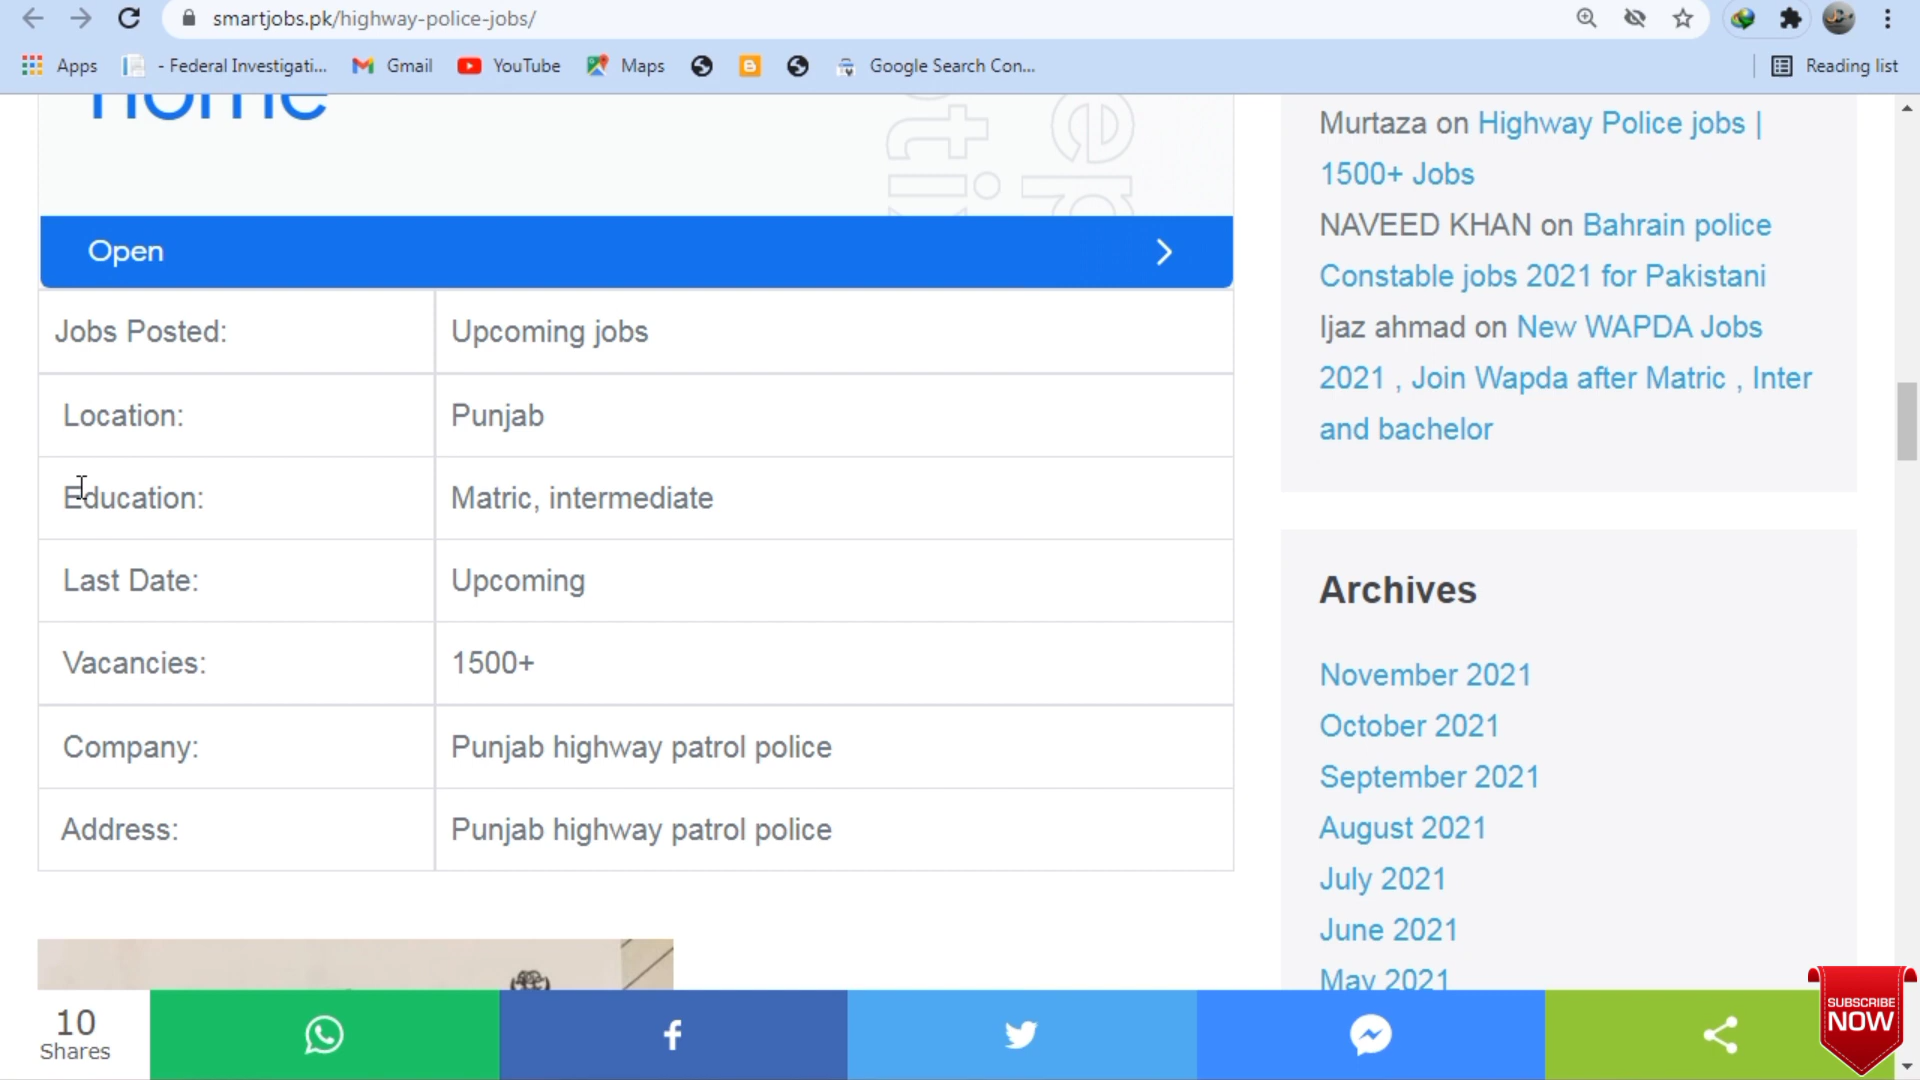 smartjobs.pk/highway-police-jobs/
Apps
- Federal Investigati...
Gmail
YouTube
Maps
Google Search Con...
Reading list
home
Open
Jobs Posted: Upcoming jobs
Location: Punjab
Education: Matric, intermediate
Last Date: Upcoming
Vacancies: 1500+
Company: Punjab highway patrol police
Address: Punjab highway patrol police
Murtaza on Highway Police jobs |
1500+ Jobs
NAVEED KHAN on Bahrain police
Constable jobs 2021 for Pakistani
Ijaz ahmad on New WAPDA Jobs
2021 , Join Wapda after Matric , Inter
and bachelor
Archives
November 2021
October 2021
September 2021
August 2021
July 2021
June 2021
May 2021
10
Shares
SUBSCRIBE
NOW